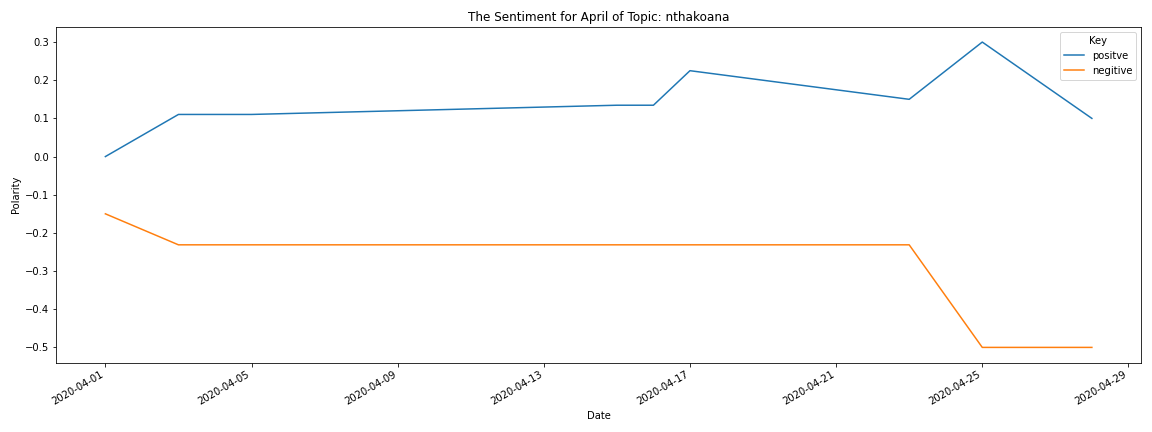 The Sentiment for April of Topic: nthakoana
Key
positve
negitive
Polarity
0.3
0.2
0.1
0.0
−0.1
−0.2
−0.3
−0.4
−0.5
2020-04-01
2020-04-05
2020-04-09
2020-04-13
2020-04-17
2020-04-21
2020-04-25
2020-04-29
Date